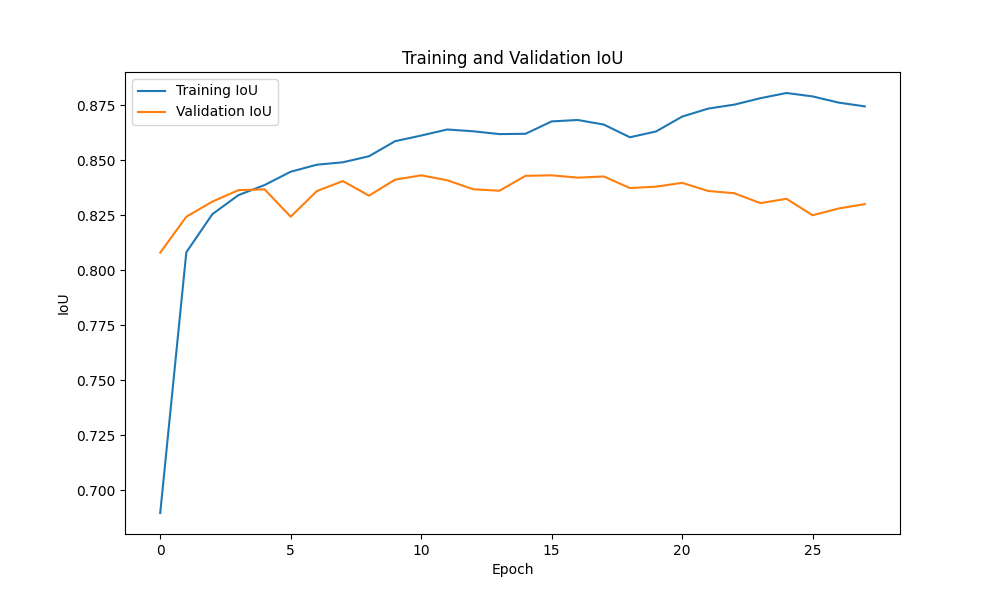 Training and Validation IoU
Training IoU
Validation IoU
0.875
0.850
0.825
0.800
0.775
0.750
0.725
0.700
IoU
0 5 10 15 20 25
Epoch